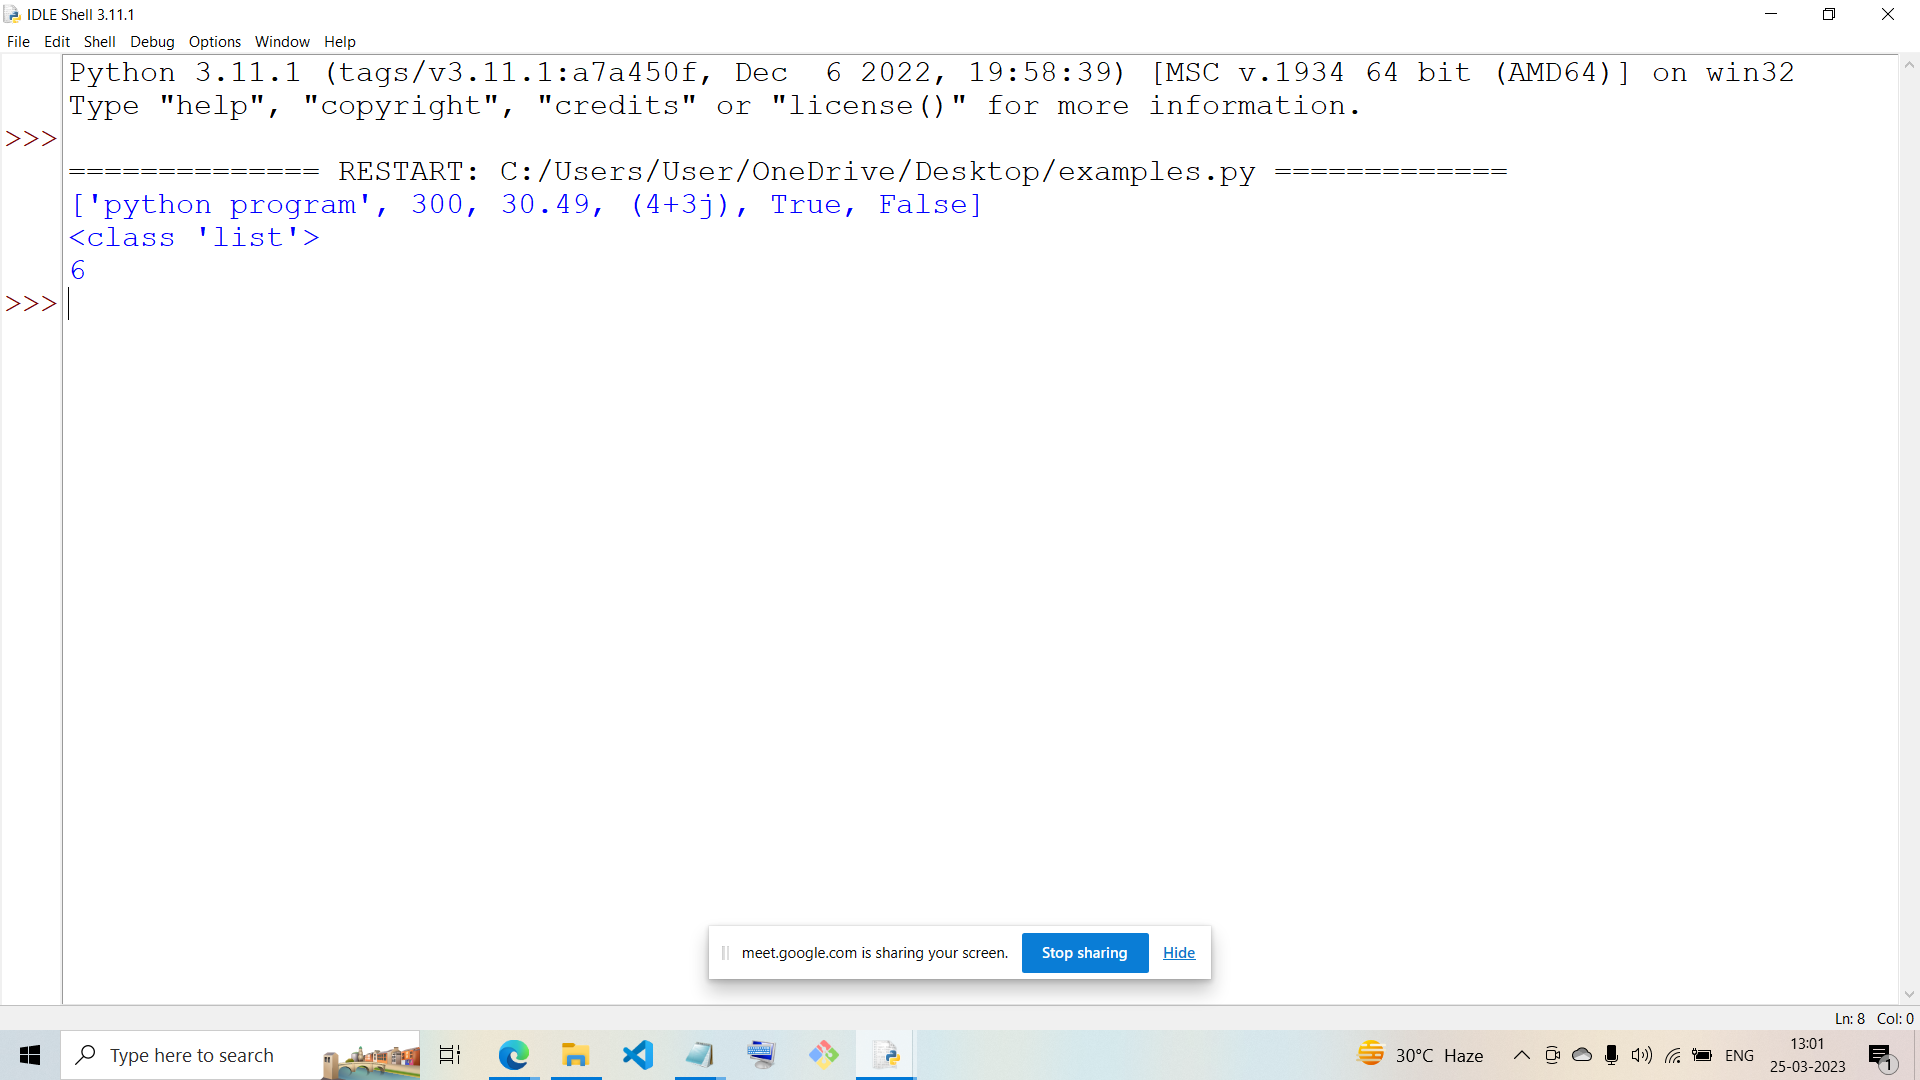 IDLE Shell 3.11.1
File Edit Shell Debug Options Window Help
Python 3.11.1 (tags/v3.11.1:a7a450f, Dec  6 2022, 19:58:39) [MSC v.1934 64 bit (AMD64)] on win32
Type "help", "copyright", "credits" or "license()" for more information.
>>>
============== RESTART: C:/Users/User/OneDrive/Desktop/examples.py =============
['python program', 300, 30.49, (4+3j), True, False]
<class 'list'>
6
>>>
meet.google.com is sharing your screen. Stop sharing Hide
Ln: 8 Col: 0
Type here to search
30°C Haze
ENG
13:01
25-03-2023
1